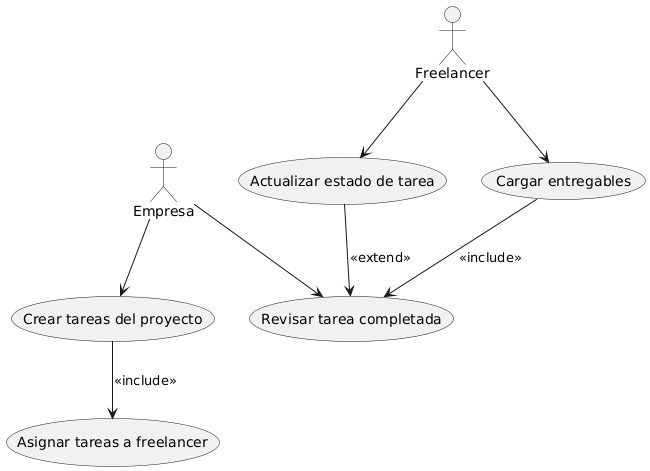 Freelancer
Empresa
Actualizar estado de tarea
Cargar entregables
«extend»
«include»
Crear tareas del proyecto
Revisar tarea completada
«include»
Asignar tareas a freelancer